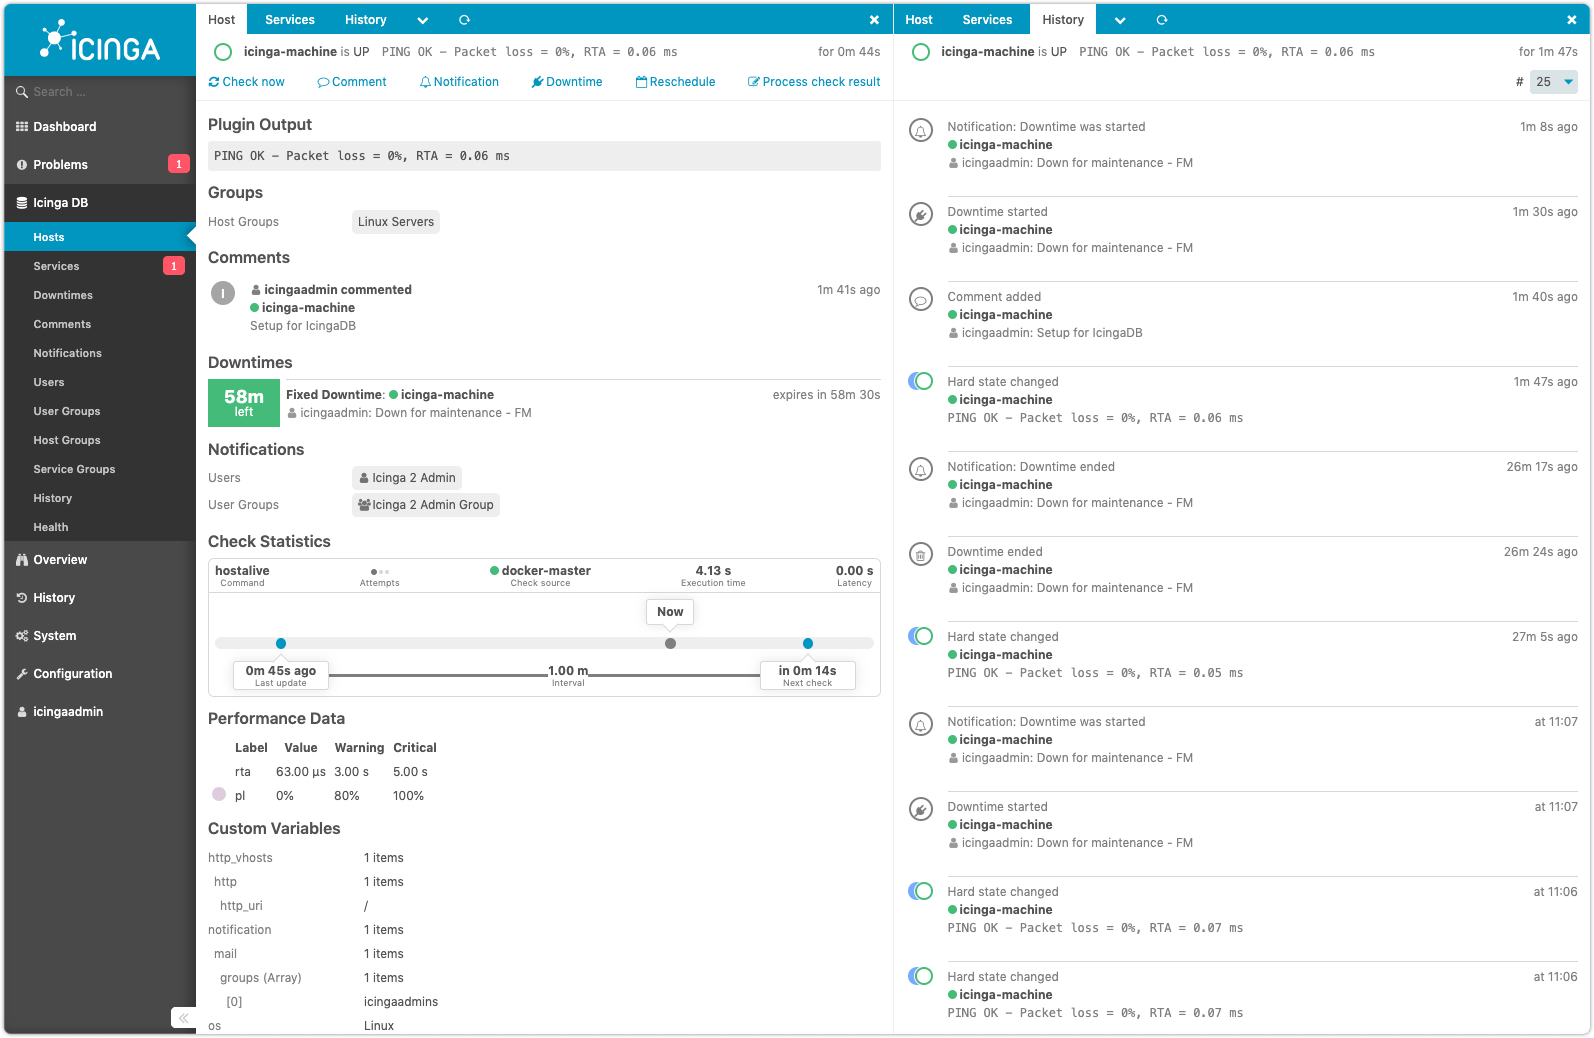 ICINGA
Search ...
Dashboard
Problems 1
Icinga DB
Hosts
Services 1
Downtimes
Comments
Notifications
Users
User Groups
Host Groups
Service Groups
History
Health
Overview
History
System
Configuration
icingaadmin
Host Services History
icinga-machine is UP PING OK - Packet loss = 0%, RTA = 0.06 ms for 0m 44s
Check now Comment Notification Downtime Reschedule Process check result
Plugin Output
PING OK - Packet loss = 0%, RTA = 0.06 ms
Groups
Host Groups Linux Servers
Comments
I icingaadmin commented 1m 41s ago
icinga-machine
Setup for IcingaDB
Downtimes
58m left
Fixed Downtime: icinga-machine expires in 58m 30s
icingaadmin: Down for maintenance - FM
Notifications
Users Icinga 2 Admin
User Groups Icinga 2 Admin Group
Check Statistics
hostalive docker-master 4.13 s 0.00 s
Command Attempts Check source Execution time Latency
Now
0m 45s ago 1.00 m in 0m 14s
Last update Interval Next check
Performance Data
Label Value Warning Critical
rta 63.00 µs 3.00 s 5.00 s
pl 0% 80% 100%
Custom Variables
http_vhosts 1 items
http 1 items
http_uri /
notification 1 items
mail 1 items
groups (Array) 1 items
[0] icingaadmins
os Linux
Host Services History
icinga-machine is UP PING OK - Packet loss = 0%, RTA = 0.06 ms for 1m 47s
# 25
Notification: Downtime was started 1m 8s ago
icinga-machine
icingaadmin: Down for maintenance - FM
Downtime started 1m 30s ago
icinga-machine
icingaadmin: Down for maintenance - FM
Comment added 1m 40s ago
icinga-machine
icingaadmin: Setup for IcingaDB
Hard state changed 1m 47s ago
icinga-machine
PING OK - Packet loss = 0%, RTA = 0.06 ms
Notification: Downtime ended 26m 17s ago
icinga-machine
icingaadmin: Down for maintenance - FM
Downtime ended 26m 24s ago
icinga-machine
icingaadmin: Down for maintenance - FM
Hard state changed 27m 5s ago
icinga-machine
PING OK - Packet loss = 0%, RTA = 0.05 ms
Notification: Downtime was started at 11:07
icinga-machine
icingaadmin: Down for maintenance - FM
Downtime started at 11:07
icinga-machine
icingaadmin: Down for maintenance - FM
Hard state changed at 11:06
icinga-machine
PING OK - Packet loss = 0%, RTA = 0.07 ms
Hard state changed at 11:06
icinga-machine
PING OK - Packet loss = 0%, RTA = 0.07 ms